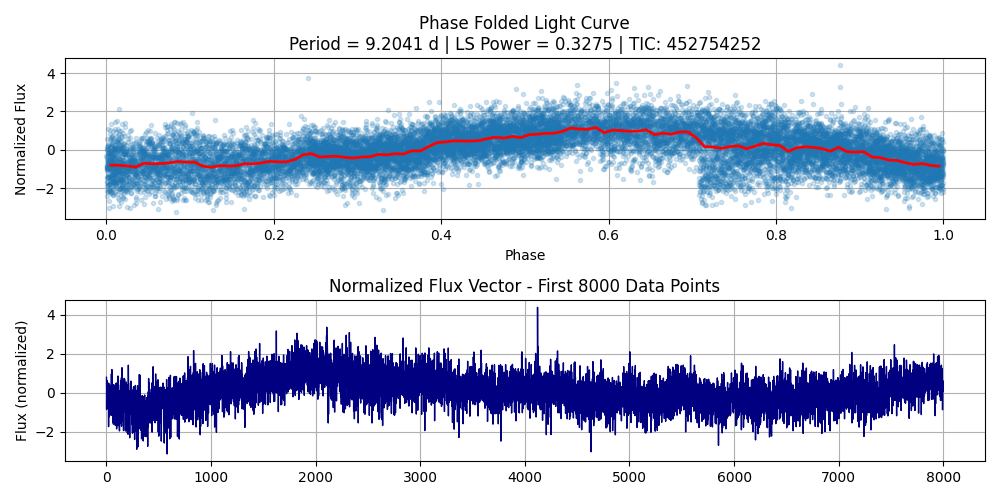 Phase Folded Light Curve
Period = 9.2041 d | LS Power = 0.3275 | TIC: 452754252
Normalized Flux
4
2
0
−2
0.0 0.2 0.4 0.6 0.8 1.0
Phase
Normalized Flux Vector - First 8000 Data Points
Flux (normalized)
4
2
0
−2
0 1000 2000 3000 4000 5000 6000 7000 8000